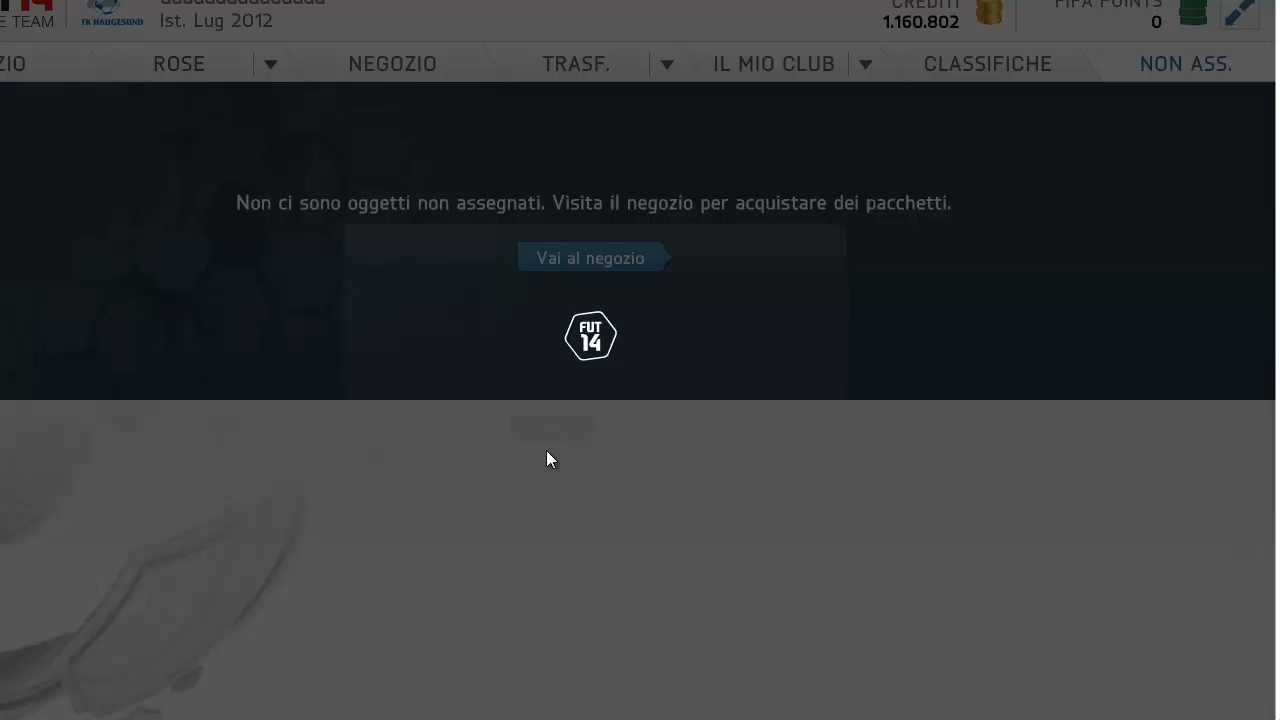 14
E TEAM
FK HAUGESUND
Ist. Lug 2012
CREDITI
1.160.802
FIFA POINTS
0
ZIO
ROSE
NEGOZIO
TRASF.
IL MIO CLUB
CLASSIFICHE
NON ASS.
Non ci sono oggetti non assegnati. Visita il negozio per acquistare dei pacchetti.
Vai al negozio
FUT
14